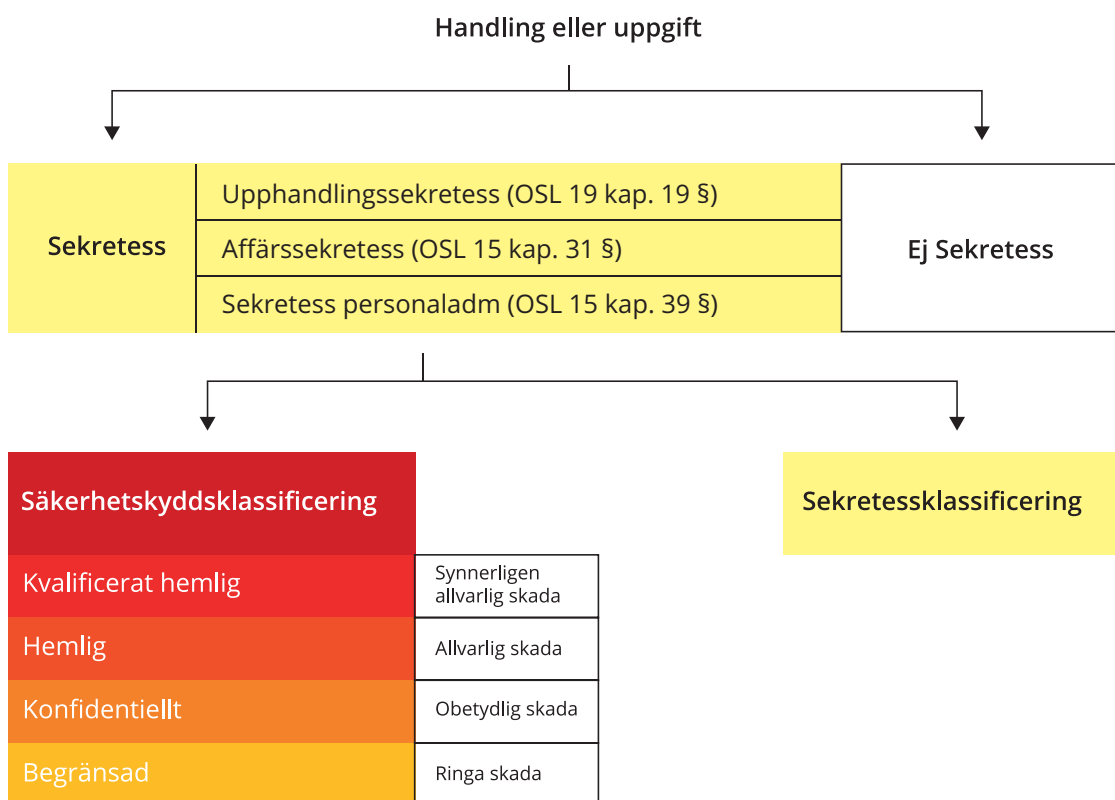 Handling eller uppgift
Sekretess
Upphandlingssekretess (OSL 19 kap. 19 §)
Affärssekretess (OSL 15 kap. 31 §)
Sekretess personaladm (OSL 15 kap. 39 §)
Ej Sekretess
Säkerhetskyddsklassificering
Kvalificerat hemlig
Synnerligen
allvarlig skada
Hemlig
Allvarlig skada
Konfidentiellt
Obetydlig skada
Begränsad
Ringa skada
Sekretessklassificering